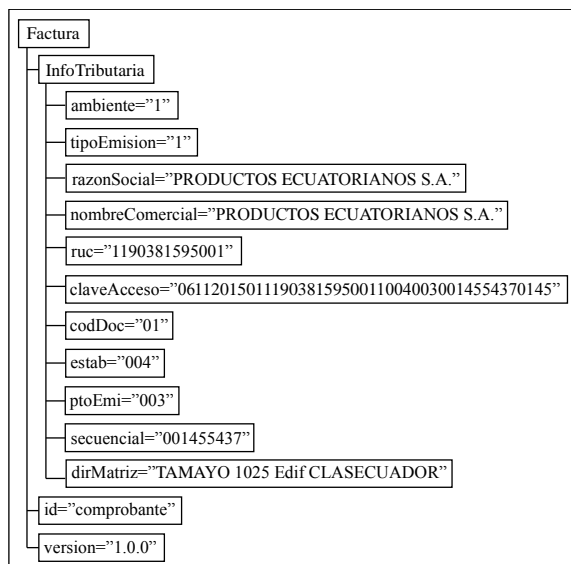 Factura
InfoTributaria
ambiente=”1”
tipoEmision=”1”
razonSocial=”PRODUCTOS ECUATORIANOS S.A.”
nombreComercial=”PRODUCTOS ECUATORIANOS S.A.”
ruc=”1190381595001”
claveAcceso=”0611201501119038159500110040030014554370145”
codDoc=”01”
estab=”004”
ptoEmi=”003”
secuencial=”001455437”
dirMatriz=”TAMAYO 1025 Edif CLASECUADOR”
id=”comprobante”
version=”1.0.0”